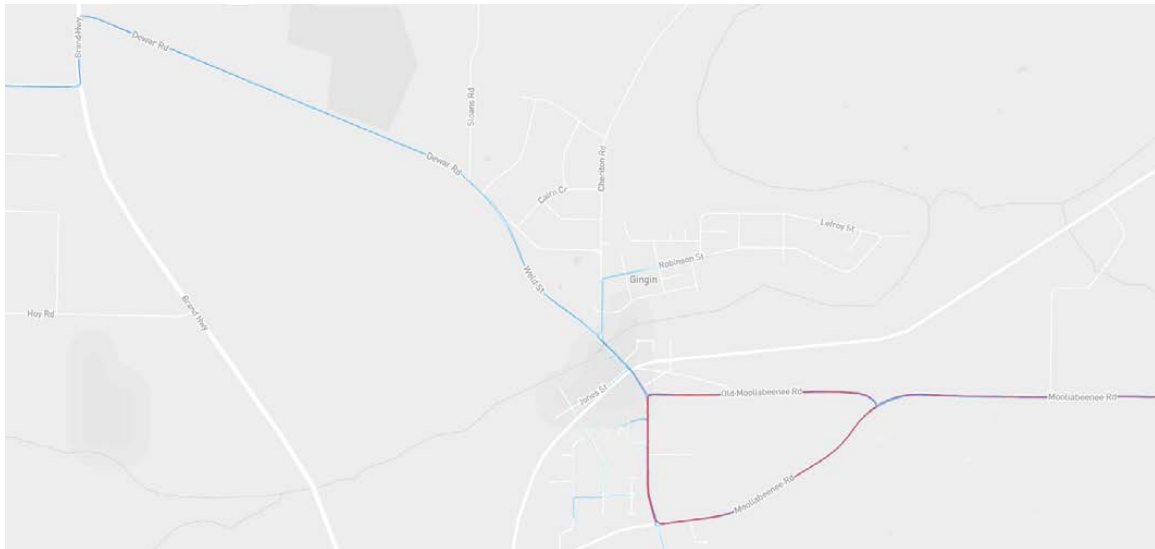 Brand Hwy
Dewar Rd
Sloans Rd
Dewar Rd
Cheriton Rd
Cairn C
Lefroy St
Robinson St
Weld St
Gingin
Hoy Rd
Brand Hwy
Jones St
Old Mooliabeenee Rd
Mooliabeenee Rd
Mooliabeenee Rd